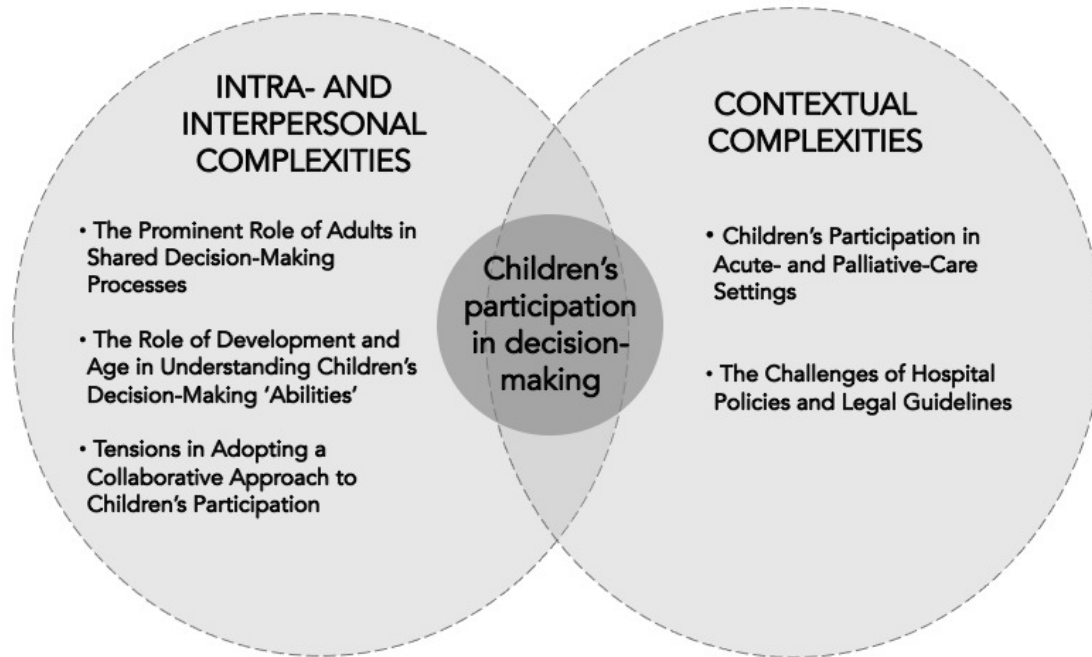 INTRA- AND
INTERPERSONAL
COMPLEXITIES
• The Prominent Role of Adults in
Shared Decision-Making
Processes
• The Role of Development and
Age in Understanding Children’s
Decision-Making ‘Abilities’
• Tensions in Adopting a
Collaborative Approach to
Children’s Participation
Children’s
participation
in decision-
making
CONTEXTUAL
COMPLEXITIES
• Children’s Participation in
Acute- and Palliative-Care
Settings
• The Challenges of Hospital
Policies and Legal Guidelines